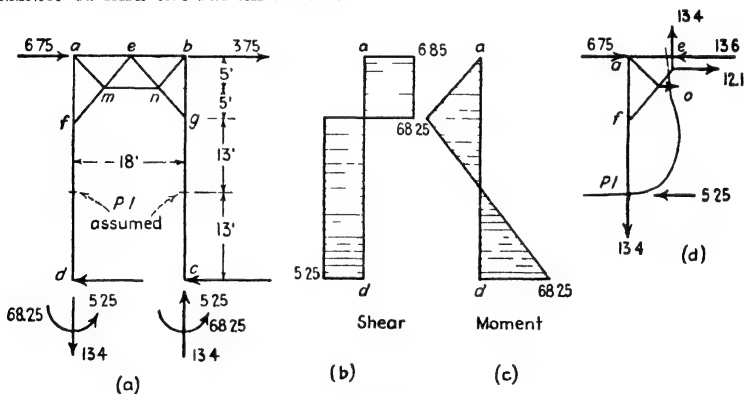 6.75
a
e
b
3.75
5'
m
n
5'
f
g
13'
18'
P I
assumed
13'
d
c
5.25
5.25
68.25
68.25
13.4
13.4
(a)
a
6.85
5.25
d
Shear
(b)
a
68.25
d
68.25
Moment
(c)
13.4
6.75
e
13.6
a
12.1
o
f
P I
5.25
13.4
(d)